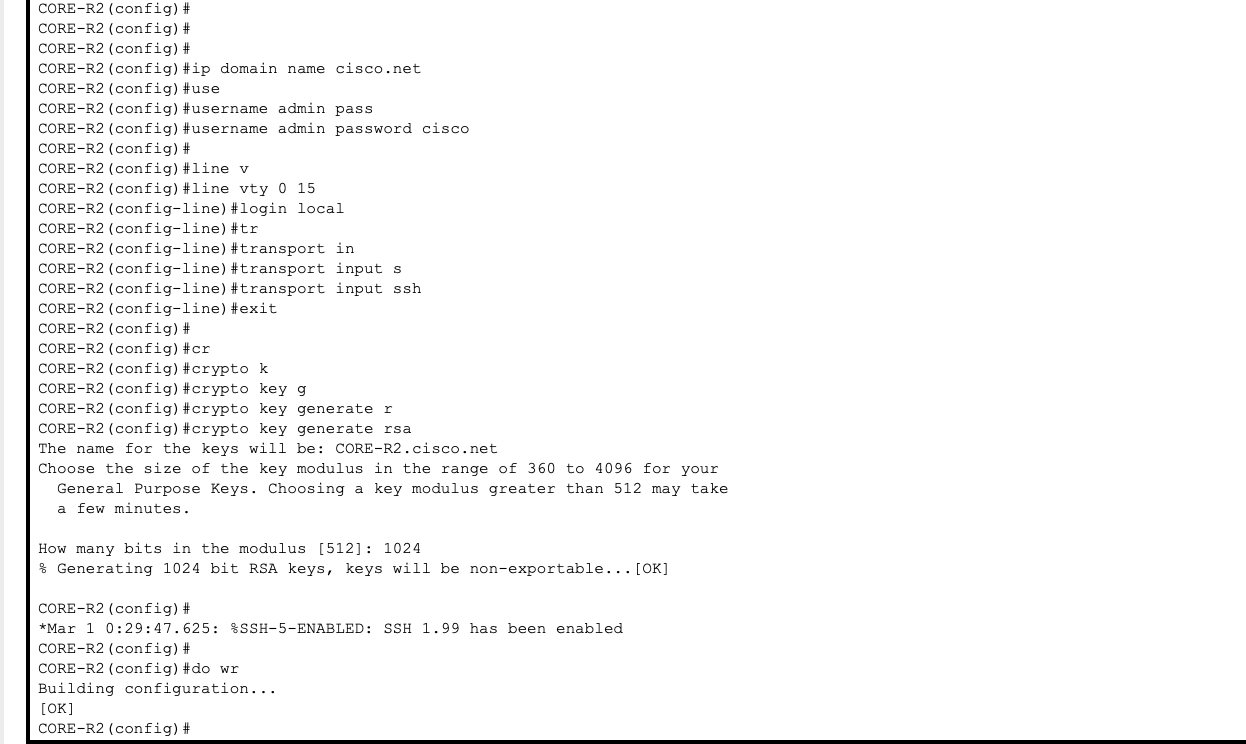 CORE-R2(config)#
CORE-R2(config)#
CORE-R2(config)#
CORE-R2(config)#ip domain name cisco.net
CORE-R2(config)#use
CORE-R2(config)#username admin pass
CORE-R2(config)#username admin password cisco
CORE-R2(config)#
CORE-R2(config)#line v
CORE-R2(config)#line vty 0 15
CORE-R2(config-line)#login local
CORE-R2(config-line)#tr
CORE-R2(config-line)#transport in
CORE-R2(config-line)#transport input s
CORE-R2(config-line)#transport input ssh
CORE-R2(config-line)#exit
CORE-R2(config)#
CORE-R2(config)#cr
CORE-R2(config)#crypto k
CORE-R2(config)#crypto key g
CORE-R2(config)#crypto key generate r
CORE-R2(config)#crypto key generate rsa
The name for the keys will be: CORE-R2.cisco.net
Choose the size of the key modulus in the range of 360 to 4096 for your
  General Purpose Keys. Choosing a key modulus greater than 512 may take
  a few minutes.

How many bits in the modulus [512]: 1024
% Generating 1024 bit RSA keys, keys will be non-exportable...[OK]

CORE-R2(config)#
*Mar 1 0:29:47.625: %SSH-5-ENABLED: SSH 1.99 has been enabled
CORE-R2(config)#
CORE-R2(config)#do wr
Building configuration...
[OK]
CORE-R2(config)#